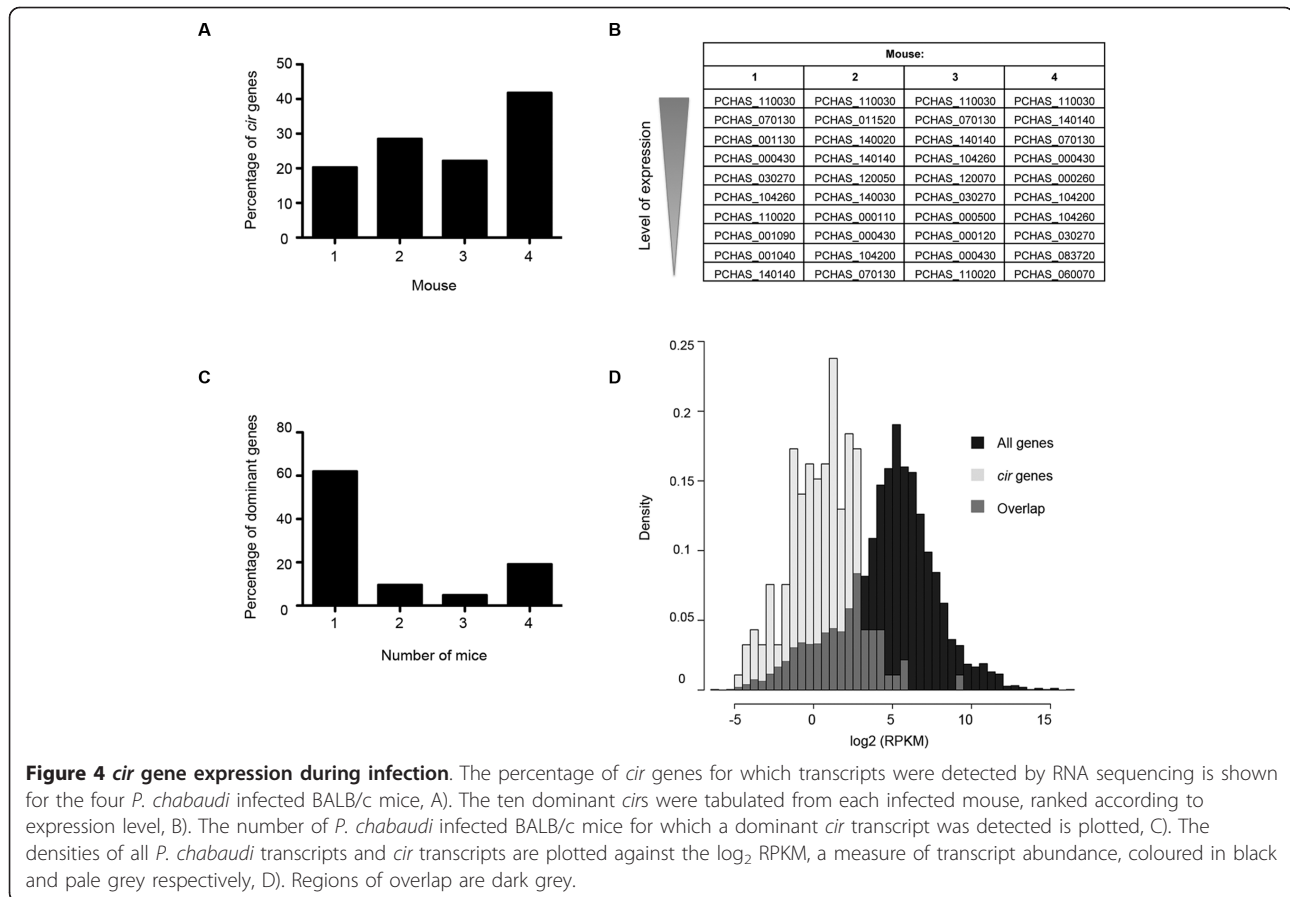 A
50
40
30
20
10
0
Percentage of cir genes
1 2 3 4
Mouse
B
Mouse:
1 2 3 4
PCHAS_110030 PCHAS_110030 PCHAS_110030 PCHAS_110030
PCHAS_070130 PCHAS_011520 PCHAS_070130 PCHAS_140140
PCHAS_001130 PCHAS_140020 PCHAS_140140 PCHAS_070130
PCHAS_000430 PCHAS_140140 PCHAS_104260 PCHAS_000430
PCHAS_030270 PCHAS_120050 PCHAS_120070 PCHAS_000260
PCHAS_104260 PCHAS_140030 PCHAS_030270 PCHAS_104200
PCHAS_110020 PCHAS_000110 PCHAS_000500 PCHAS_104260
PCHAS_001090 PCHAS_000430 PCHAS_000120 PCHAS_030270
PCHAS_001040 PCHAS_104200 PCHAS_000430 PCHAS_083720
PCHAS_140140 PCHAS_070130 PCHAS_110020 PCHAS_060070
Level of expression
C
80
60
40
20
0
Percentage of dominant genes
1 2 3 4
Number of mice
D
0.25
0.2
0.15
0.1
0.05
0
Density
All genes
cir genes
Overlap
-5 0 5 10 15
log2 (RPKM)
Figure 4 cir gene expression during infection. The percentage of cir genes for which transcripts were detected by RNA sequencing is shown
for the four P. chabaudi infected BALB/c mice, A). The ten dominant cirs were tabulated from each infected mouse, ranked according to
expression level, B). The number of P. chabaudi infected BALB/c mice for which a dominant cir transcript was detected is plotted, C). The
densities of all P. chabaudi transcripts and cir transcripts are plotted against the log₂ RPKM, a measure of transcript abundance, coloured in black
and pale grey respectively, D). Regions of overlap are dark grey.